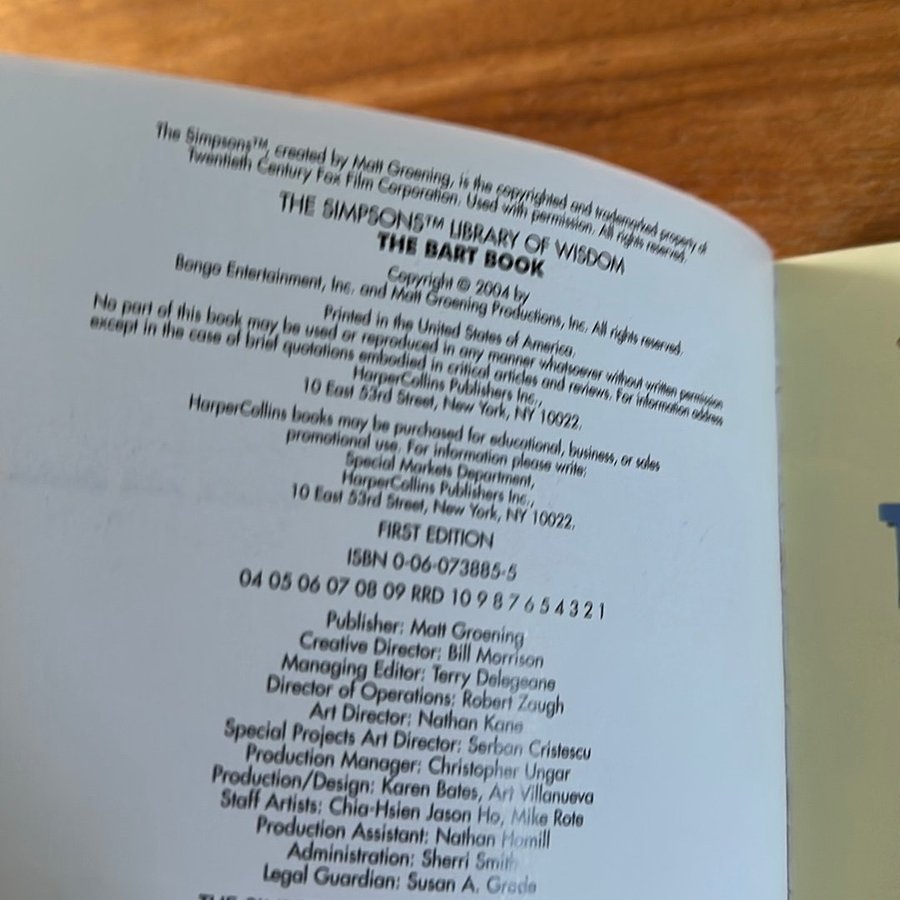 The Simpsons™, created by Matt Groening, is the copyrighted and trademarked property of
Twentieth Century Fox Film Corporation. Used with permission. All rights reserved.
THE SIMPSONS™ LIBRARY OF WISDOM
THE BART BOOK
Copyright © 2004 by
Bongo Entertainment, Inc. and Matt Groening Productions, Inc. All rights reserved.
Printed in the United States of America.
No part of this book may be used or reproduced in any manner whatsoever without written permission
except in the case of brief quotations embodied in critical articles and reviews. For information address
HarperCollins Publishers Inc.,
10 East 53rd Street, New York, NY 10022.
HarperCollins books may be purchased for educational, business, or sales
promotional use. For information please write:
Special Markets Department,
HarperCollins Publishers Inc.,
10 East 53rd Street, New York, NY 10022.
FIRST EDITION
ISBN 0-06-073885-5
04 05 06 07 08 09 RRD 10 9 8 7 6 5 4 3 2 1
Publisher: Matt Groening
Creative Director: Bill Morrison
Managing Editor: Terry Delegeane
Director of Operations: Robert Zaugh
Art Director: Nathan Kane
Special Projects Art Director: Serban Cristescu
Production Manager: Christopher Ungar
Production/Design: Karen Bates, Art Villanueva
Staff Artists: Chia-Hsien Jason Ho, Mike Rote
Production Assistant: Nathan Hamill
Administration: Sherri Smith
Legal Guardian: Susan A. Grode